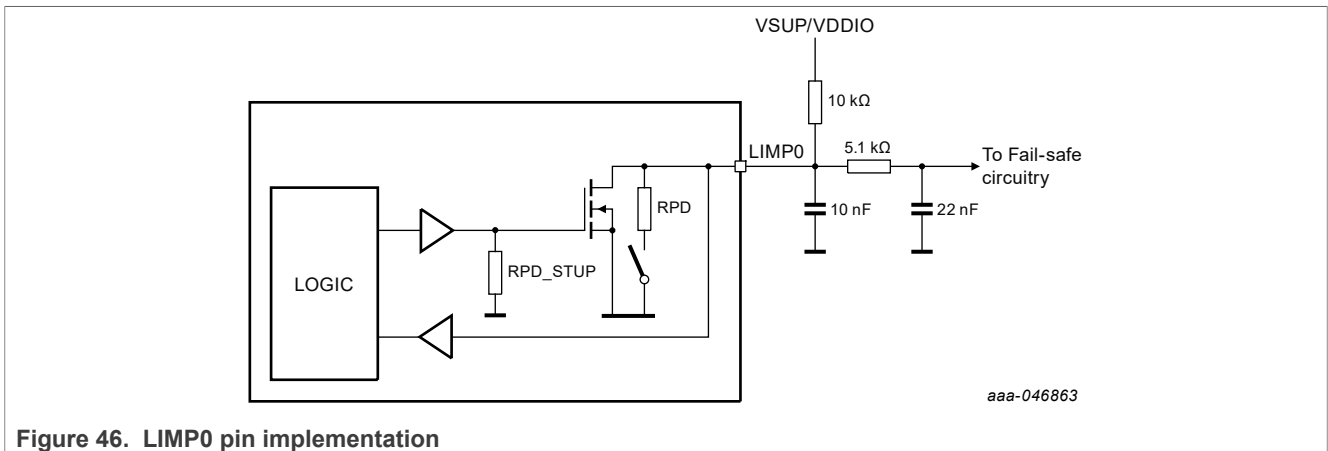 VSUP/VDDIO
10 kΩ
LIMP0
5.1 kΩ
To Fail-safe
circuitry
RPD
10 nF
22 nF
RPD_STUP
LOGIC
aaa-046863
Figure 46. LIMP0 pin implementation